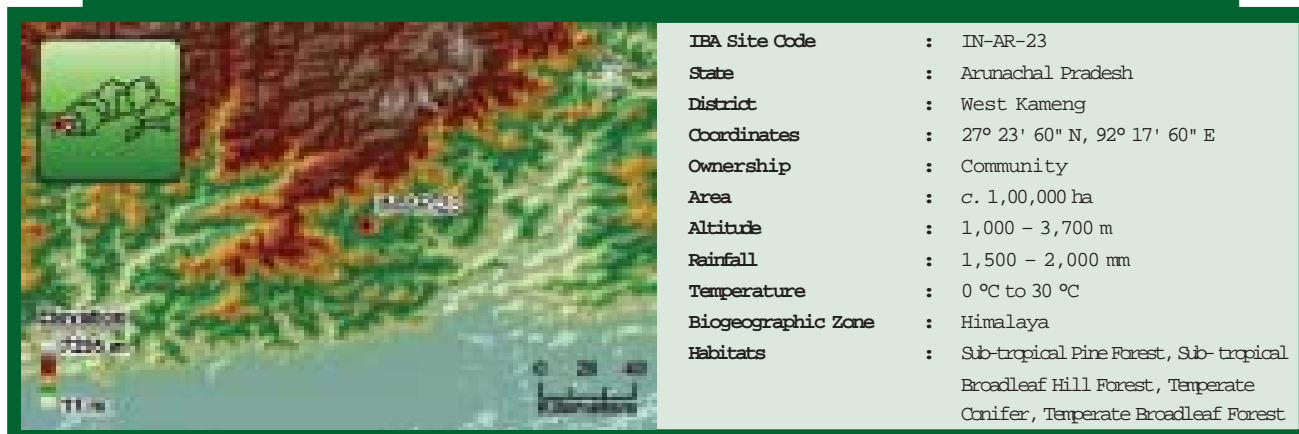 IBA Site Code : IN-AR-23
State : Arunachal Pradesh
District : West Kameng
Coordinates : 27° 23' 60" N, 92° 17' 60" E
Ownership : Community
Area : c. 1,00,000 ha
Altitude : 1,000 – 3,700 m
Rainfall : 1,500 – 2,000 mm
Temperature : 0 °C to 30 °C
Biogeographic Zone : Himalaya
Habitats : Sub-tropical Pine Forest, Sub- tropical
Broadleaf Hill Forest, Temperate
Conifer, Temperate Broadleaf Forest
Elevation
11 m
0 20 40
Kilometers